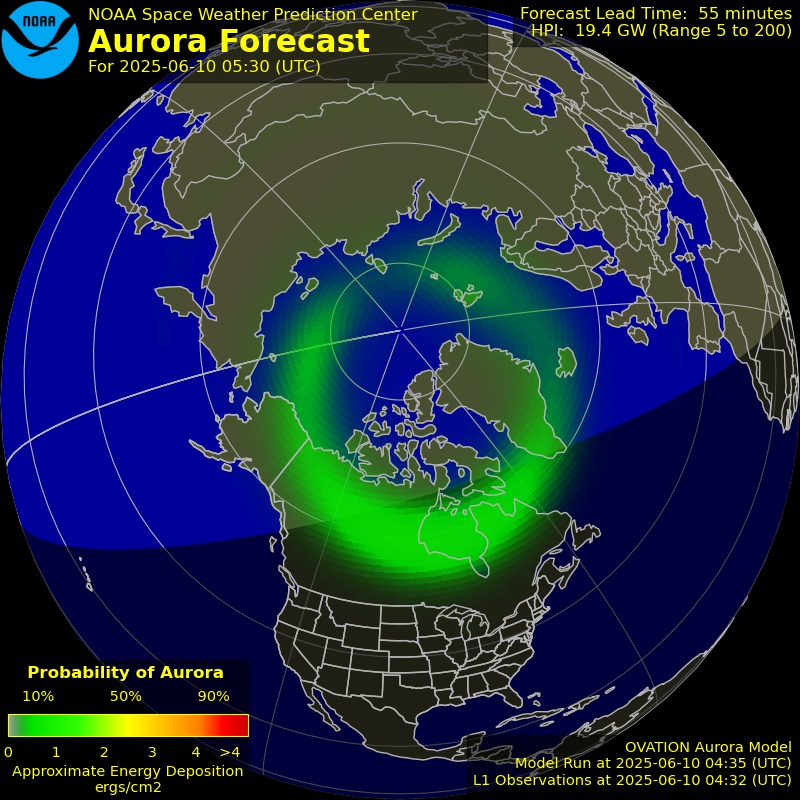 NOAA
NOAA Space Weather Prediction Center
Aurora Forecast
For 2025-06-10 05:30 (UTC)
Forecast Lead Time: 55 minutes
HPI: 19.4 GW (Range 5 to 200)
Probability of Aurora
10% 50% 90%
0 1 2 3 4 >4
Approximate Energy Deposition
ergs/cm2
OVATION Aurora Model
Model Run at 2025-06-10 04:35 (UTC)
L1 Observations at 2025-06-10 04:32 (UTC)